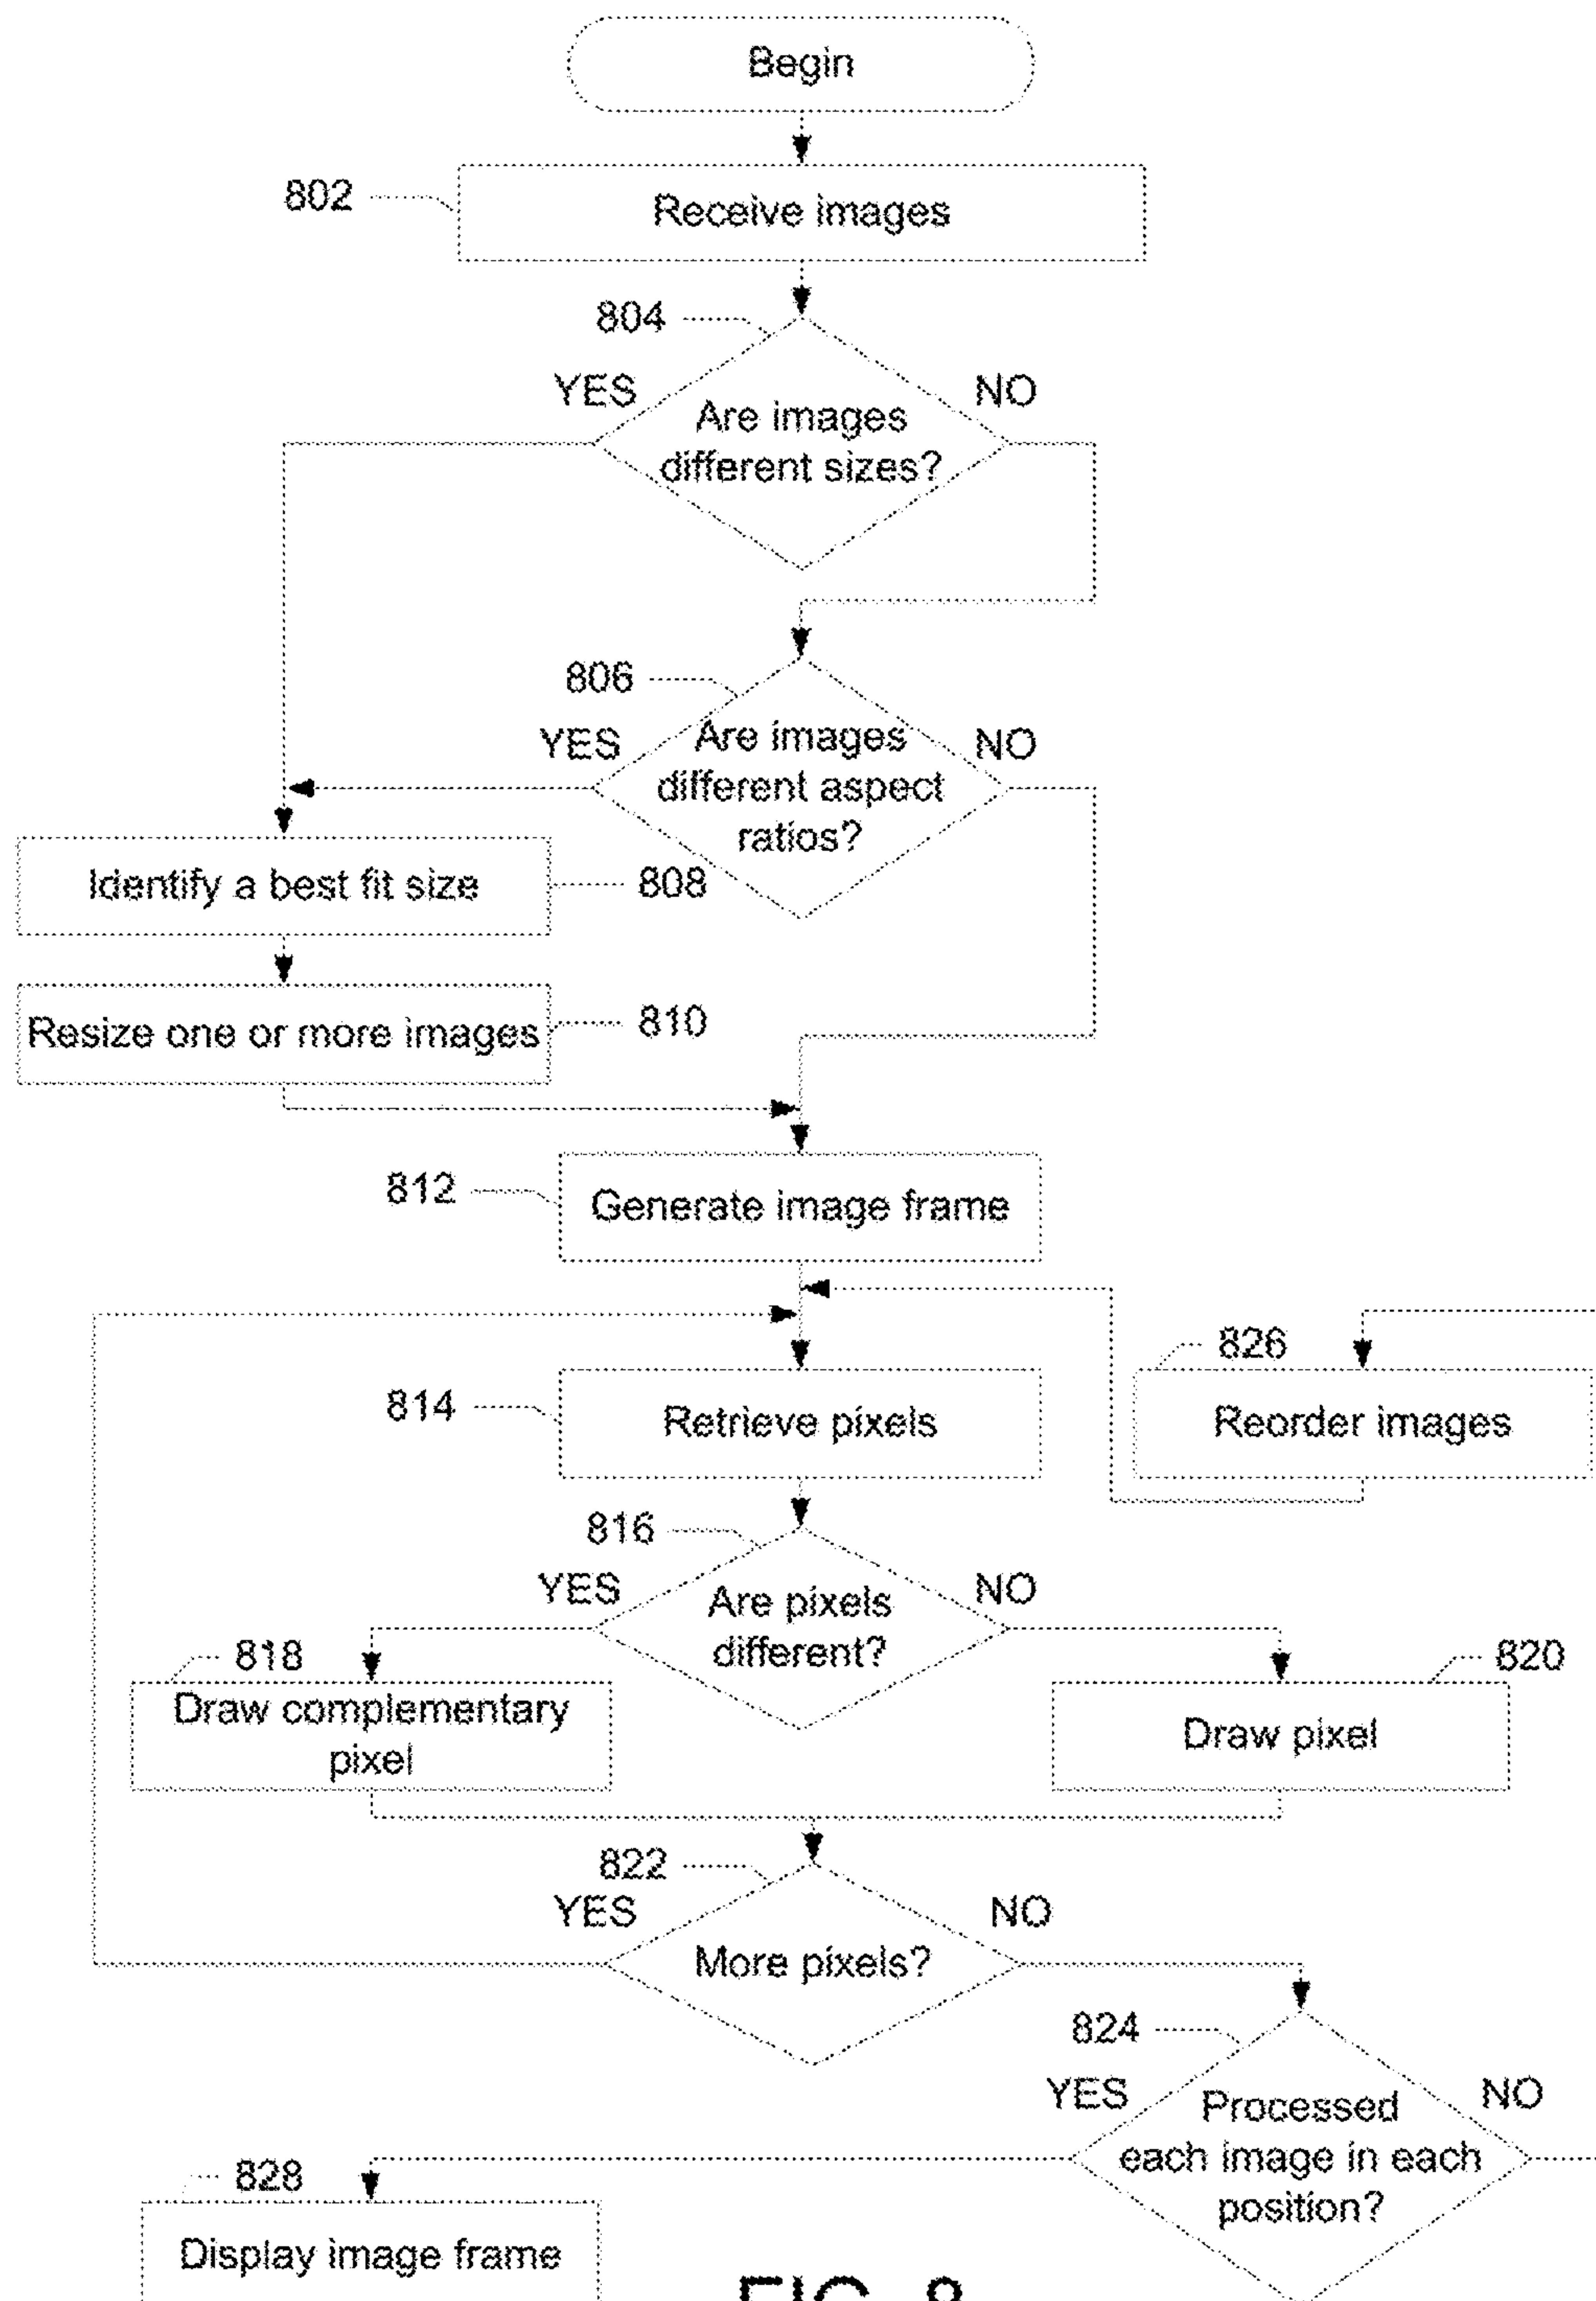 Begin
802
Receive images
804
YES
NO
Are images
different sizes?
806
YES
NO
Are images
different aspect
ratios?
Identify a best fit size
808
Resize one or more images
810
812
Generate image frame
826
814
Retrieve pixels
Reorder images
816
YES
NO
Are pixels
different?
818
820
Draw complementary
pixel
Draw pixel
822
YES
NO
More pixels?
824
YES
NO
Processed
each image in each
position?
828
Display image frame
FIG. 8